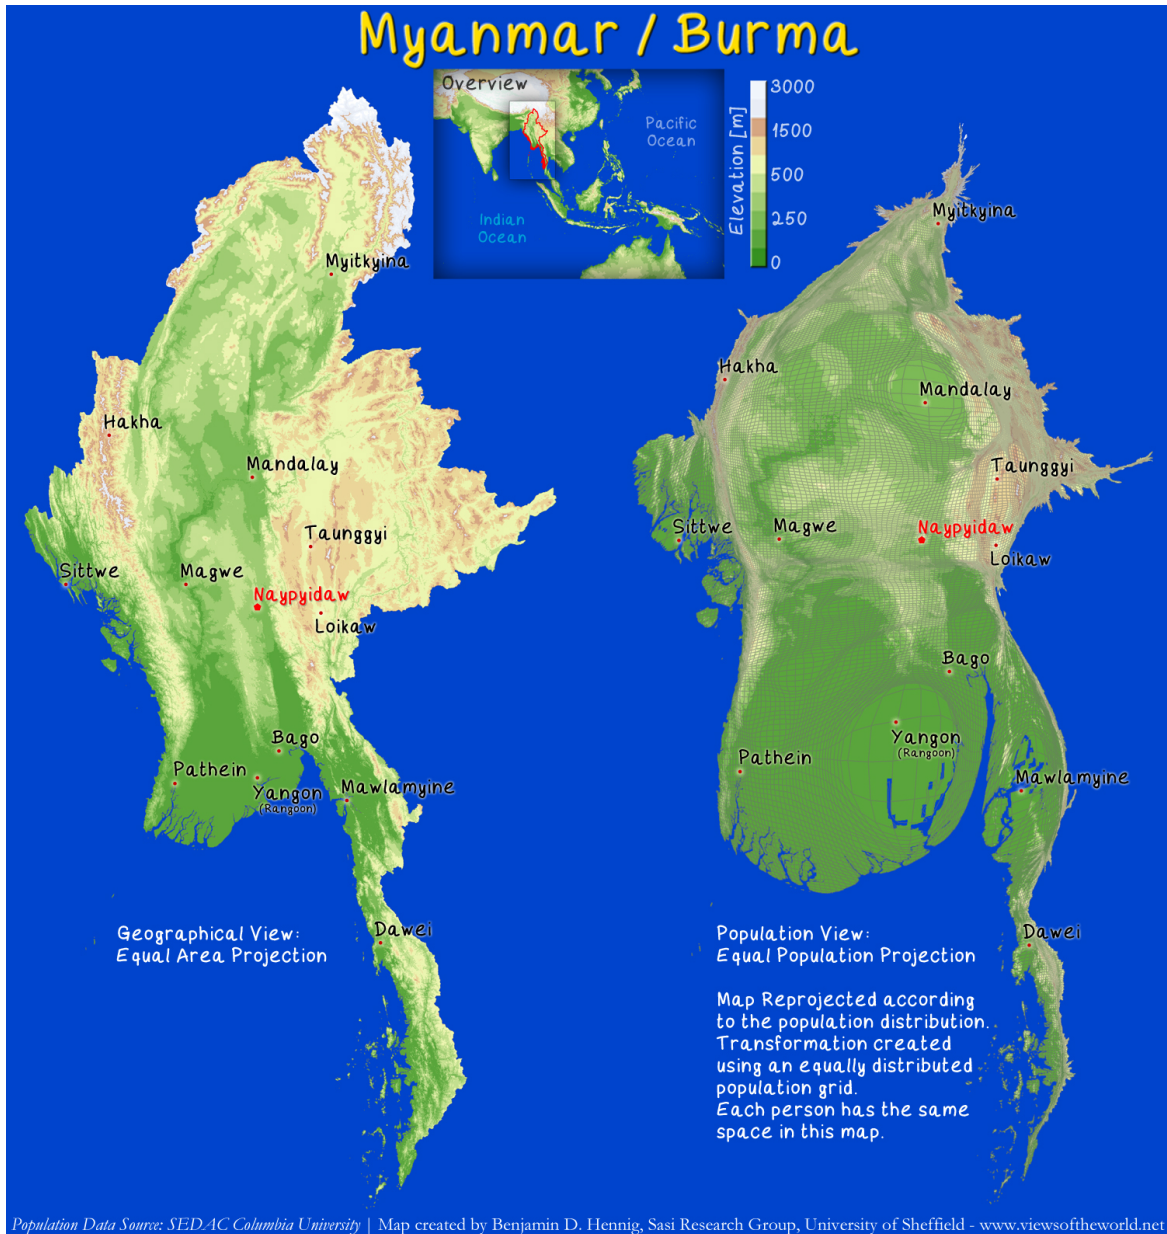 Myanmar / Burma
Overview
Pacific
Ocean
Indian
Ocean
Elevation [m]
3000
1500
500
250
0
Myitkyina
Hakha
Mandalay
Taunggyi
Sittwe
Magwe
Naypyidaw
Loikaw
Bago
Pathein
Yangon
(Rangoon)
Mawlamyine
Dawei
Geographical View:
Equal Area Projection
Myitkyina
Hakha
Mandalay
Taunggyi
Sittwe
Magwe
Naypyidaw
Loikaw
Bago
Yangon
(Rangoon)
Pathein
Mawlamyine
Dawei
Population View:
Equal Population Projection
Map Reprojected according
to the population distribution.
Transformation created
using an equally distributed
population grid.
Each person has the same
space in this map.
Population Data Source: SEDAC Columbia University | Map created by Benjamin D. Hennig, Sasi Research Group, University of Sheffield - www.viewsoftheworld.net